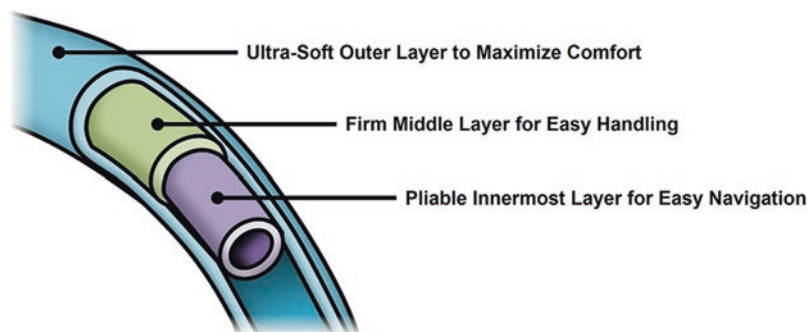 Ultra-Soft Outer Layer to Maximize Comfort
Firm Middle Layer for Easy Handling
Pliable Innermost Layer for Easy Navigation